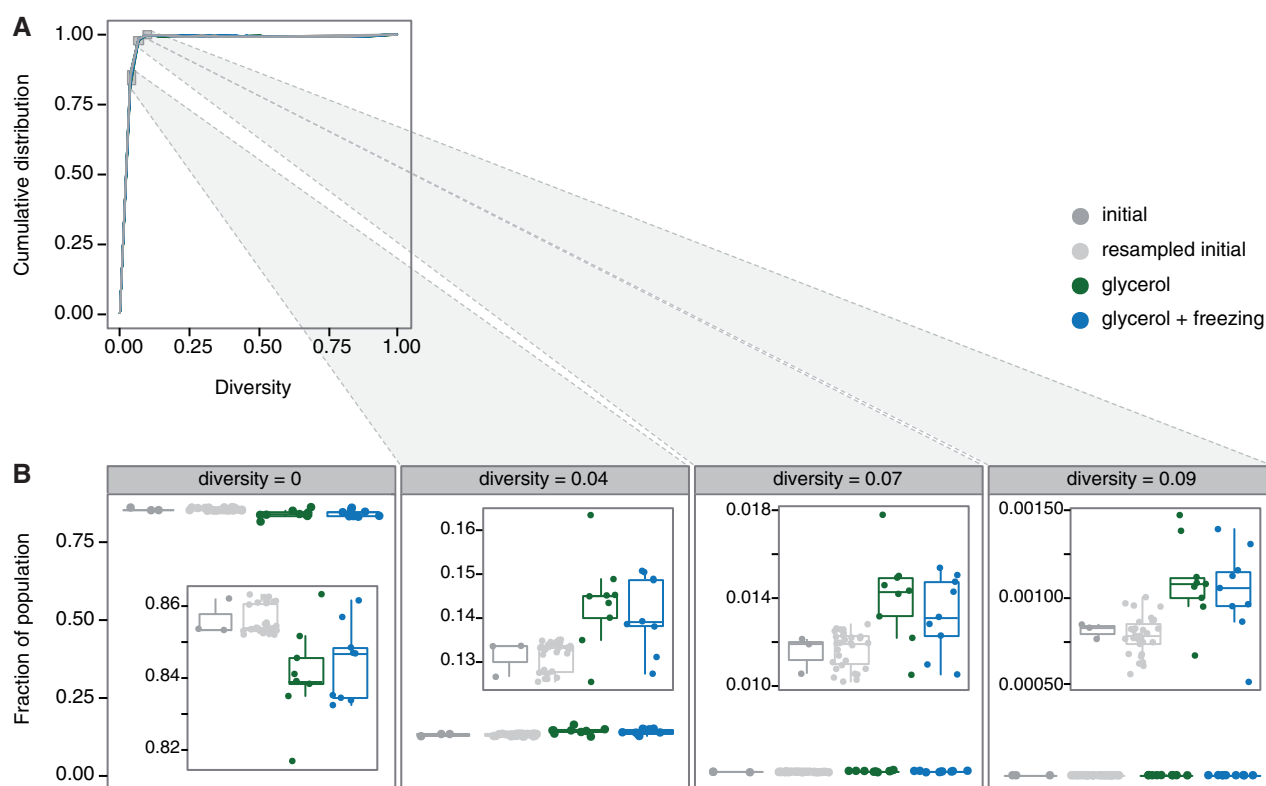 A
Cumulative distribution
1.00
0.75
0.50
0.25
0.00
0.00 0.25 0.50 0.75 1.00
Diversity
initial
resampled initial
glycerol
glycerol + freezing
B
Fraction of population
0.75
0.50
0.25
0.00
diversity = 0
0.86
0.84
0.82
diversity = 0.04
0.16
0.15
0.14
0.13
diversity = 0.07
0.018
0.014
0.010
diversity = 0.09
0.00150
0.00100
0.00050